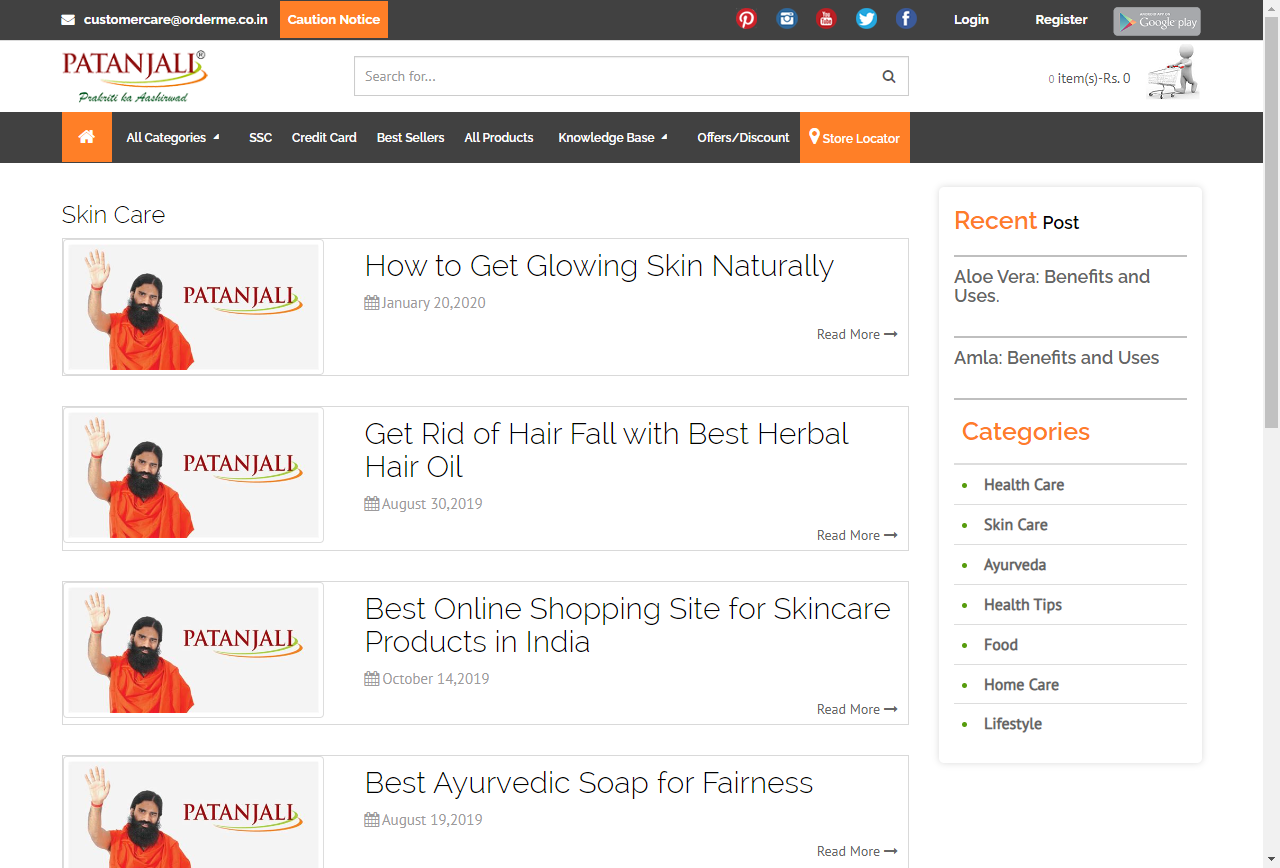 customercare@orderme.co.in Caution Notice Login Register ANDROID APP ON Google play
PATANJALI®
Prakriti ka Aashirwad
Search for...
0 item(s)-Rs. 0
All Categories SSC Credit Card Best Sellers All Products Knowledge Base Offers/Discount Store Locator
Skin Care
PATANJALI
How to Get Glowing Skin Naturally
January 20,2020
Read More
PATANJALI
Get Rid of Hair Fall with Best Herbal
Hair Oil
August 30,2019
Read More
PATANJALI
Best Online Shopping Site for Skincare
Products in India
October 14,2019
Read More
PATANJALI
Best Ayurvedic Soap for Fairness
August 19,2019
Read More
Recent Post
Aloe Vera: Benefits and
Uses.
Amla: Benefits and Uses
Categories
Health Care
Skin Care
Ayurveda
Health Tips
Food
Home Care
Lifestyle